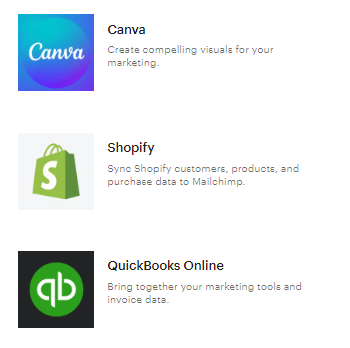 Canva
Canva
Create compelling visuals for your
marketing.
S
Shopify
Sync Shopify customers, products, and
purchase data to Mailchimp.
qb
QuickBooks Online
Bring together your marketing tools and
invoice data.